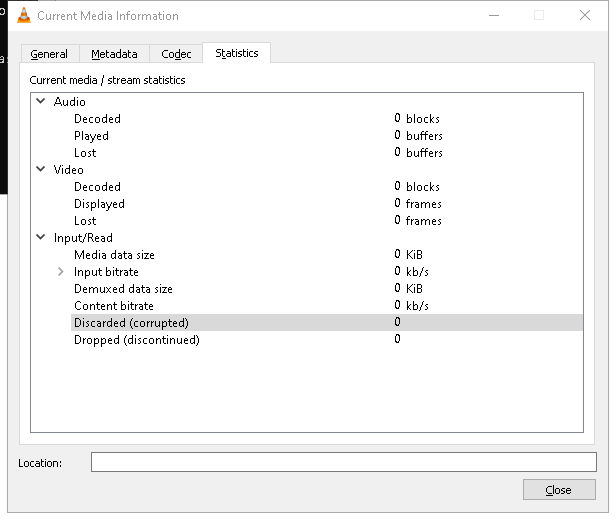 Current Media Information
General Metadata Codec Statistics
Current media / stream statistics
Audio
Decoded 0 blocks
Played 0 buffers
Lost 0 buffers
Video
Decoded 0 blocks
Displayed 0 frames
Lost 0 frames
Input/Read
Media data size 0 KiB
Input bitrate 0 kb/s
Demuxed data size 0 KiB
Content bitrate 0 kb/s
Discarded (corrupted) 0
Dropped (discontinued) 0
Location:
Close